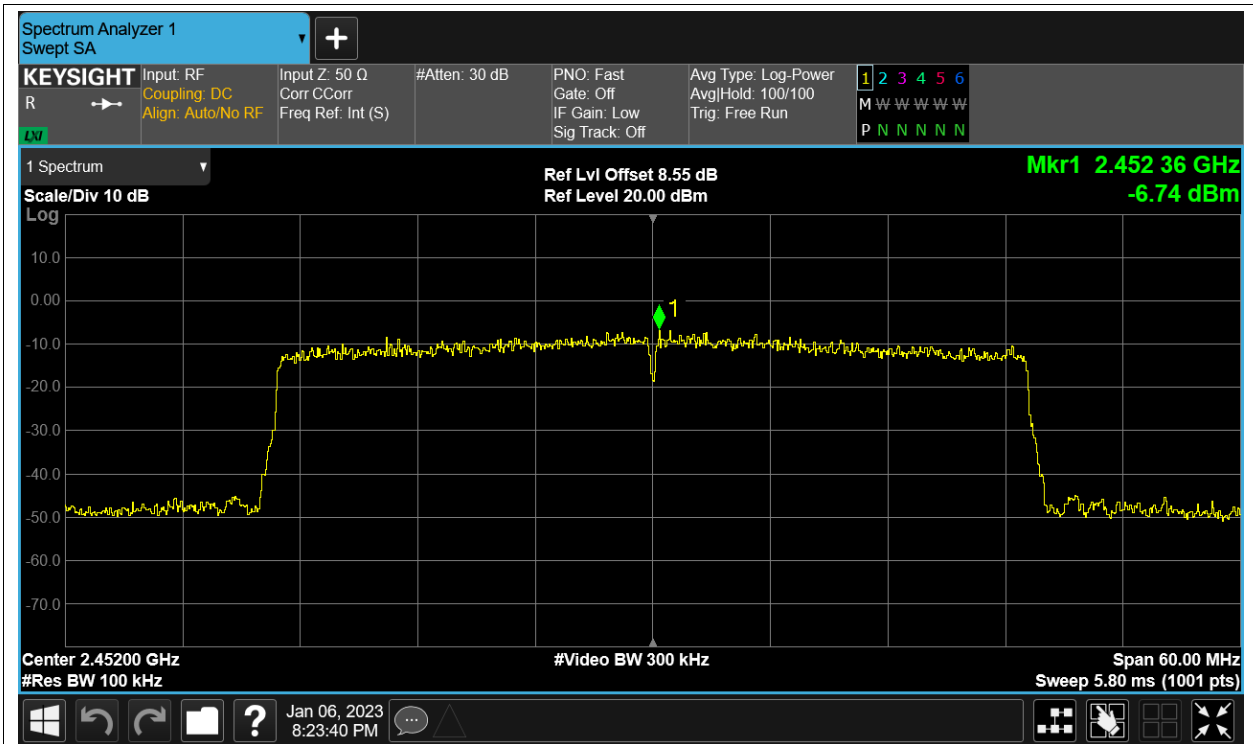 Spectrum Analyzer 1
Swept SA
+
KEYSIGHT
R
LXI
Input: RF
Coupling: DC
Align: Auto/No RF
Input Z: 50 Ω
Corr CCorr
Freq Ref: Int (S)
#Atten: 30 dB
PNO: Fast
Gate: Off
IF Gain: Low
Sig Track: Off
Avg Type: Log-Power
Avg|Hold: 100/100
Trig: Free Run
1 2 3 4 5 6
M W W W W W
P N N N N N
1 Spectrum
Scale/Div 10 dB
Log
Ref Lvl Offset 8.55 dB
Ref Level 20.00 dBm
Mkr1 2.452 36 GHz
-6.74 dBm
10.0
0.00
-10.0
-20.0
-30.0
-40.0
-50.0
-60.0
-70.0
1
Center 2.45200 GHz
#Res BW 100 kHz
#Video BW 300 kHz
Span 60.00 MHz
Sweep 5.80 ms (1001 pts)
?
Jan 06, 2023
8:23:40 PM